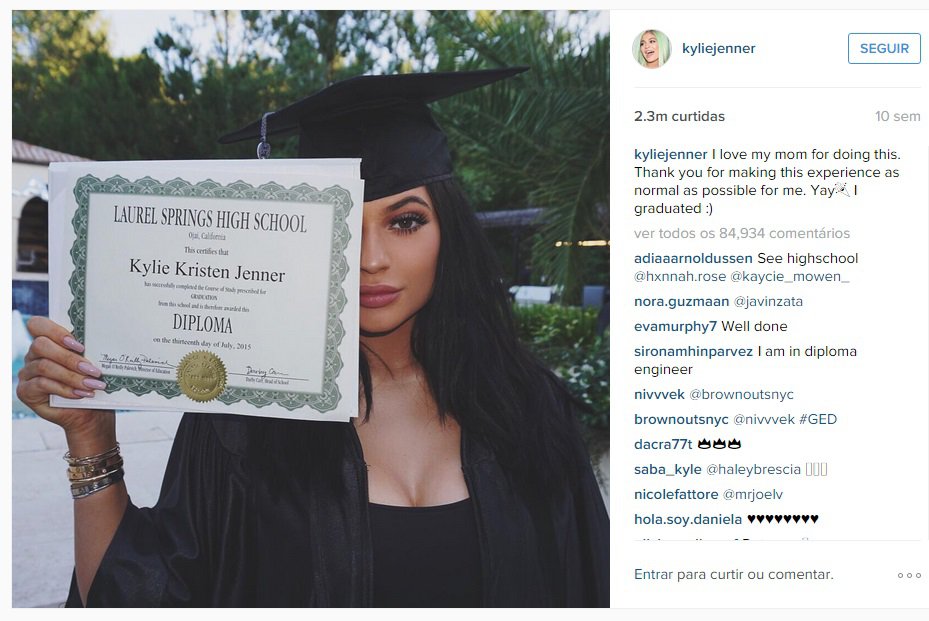 LAUREL SPRINGS HIGH SCHOOL
Ojai, California
This certifies that
Kylie Kristen Jenner
has successfully completed the Course of Study prescribed for
GRADUATION
from this school and is therefore awarded this
DIPLOMA
on the thirteenth day of July, 2015
kyliejenner
SEGUIR
2.3m curtidas
10 sem
kyliejenner I love my mom for doing this.
Thank you for making this experience as
normal as possible for me. Yay I
graduated :)
ver todos os 84,934 comentários
adiaaarnoldussen See highschool
@hxnnah.rose @kaycie_mowen_
nora.guzmaan @javinzata
evamurphy7 Well done
sironamhinparvez I am in diploma
engineer
nivvvek @brownoutsnyc
brownoutsnyc @nivvvek #GED
dacra77t
saba_kyle @haleybrescia
nicolefattore @mrjoelv
hola.soy.daniela ♥♥♥♥♥♥♥♥
Entrar para curtir ou comentar.